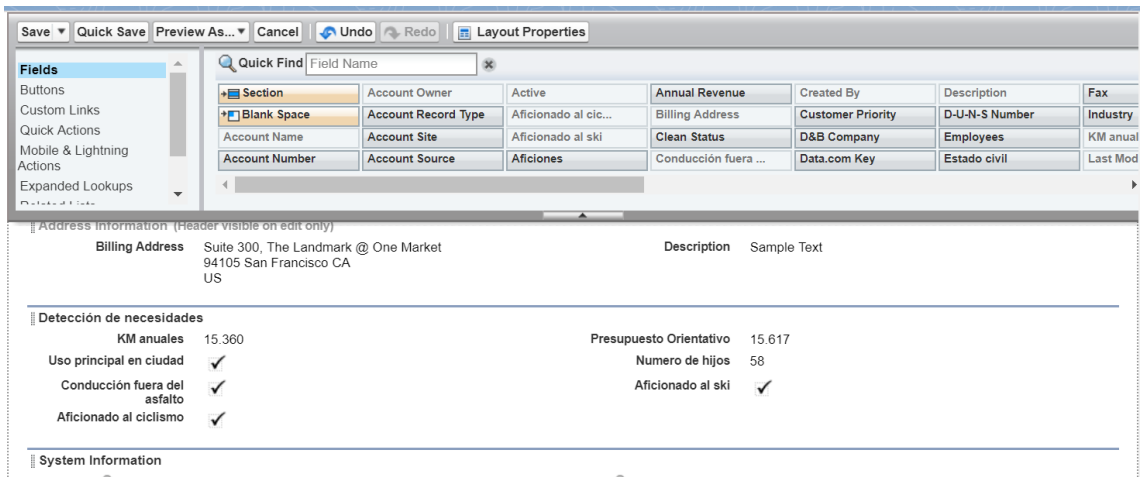 Save Quick Save Preview As... Cancel Undo Redo Layout Properties
Fields
Buttons
Custom Links
Quick Actions
Mobile & Lightning
Actions
Expanded Lookups
Related Lists
Quick Find Field Name
Section Account Owner Active Annual Revenue Created By Description Fax
Blank Space Account Record Type Aficionado al cic... Billing Address Customer Priority D-U-N-S Number Industry
Account Name Account Site Aficionado al ski Clean Status D&B Company Employees KM anual
Account Number Account Source Aficiones Conducción fuera ... Data.com Key Estado civil Last Mod
Address Information (Header visible on edit only)
Billing Address Suite 300, The Landmark @ One Market Description Sample Text
94105 San Francisco CA
US
Detección de necesidades
KM anuales 15.360 Presupuesto Orientativo 15.617
Uso principal en ciudad Numero de hijos 58
Conducción fuera del Aficionado al ski
asfalto
Aficionado al ciclismo
System Information